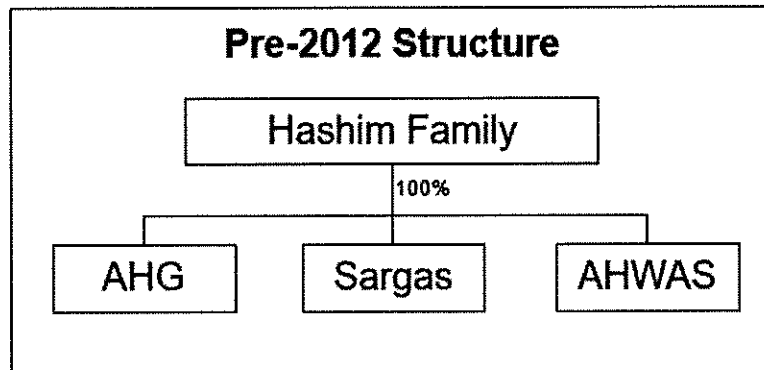 Pre-2012 Structure
Hashim Family
100%
AHG
Sargas
AHWAS